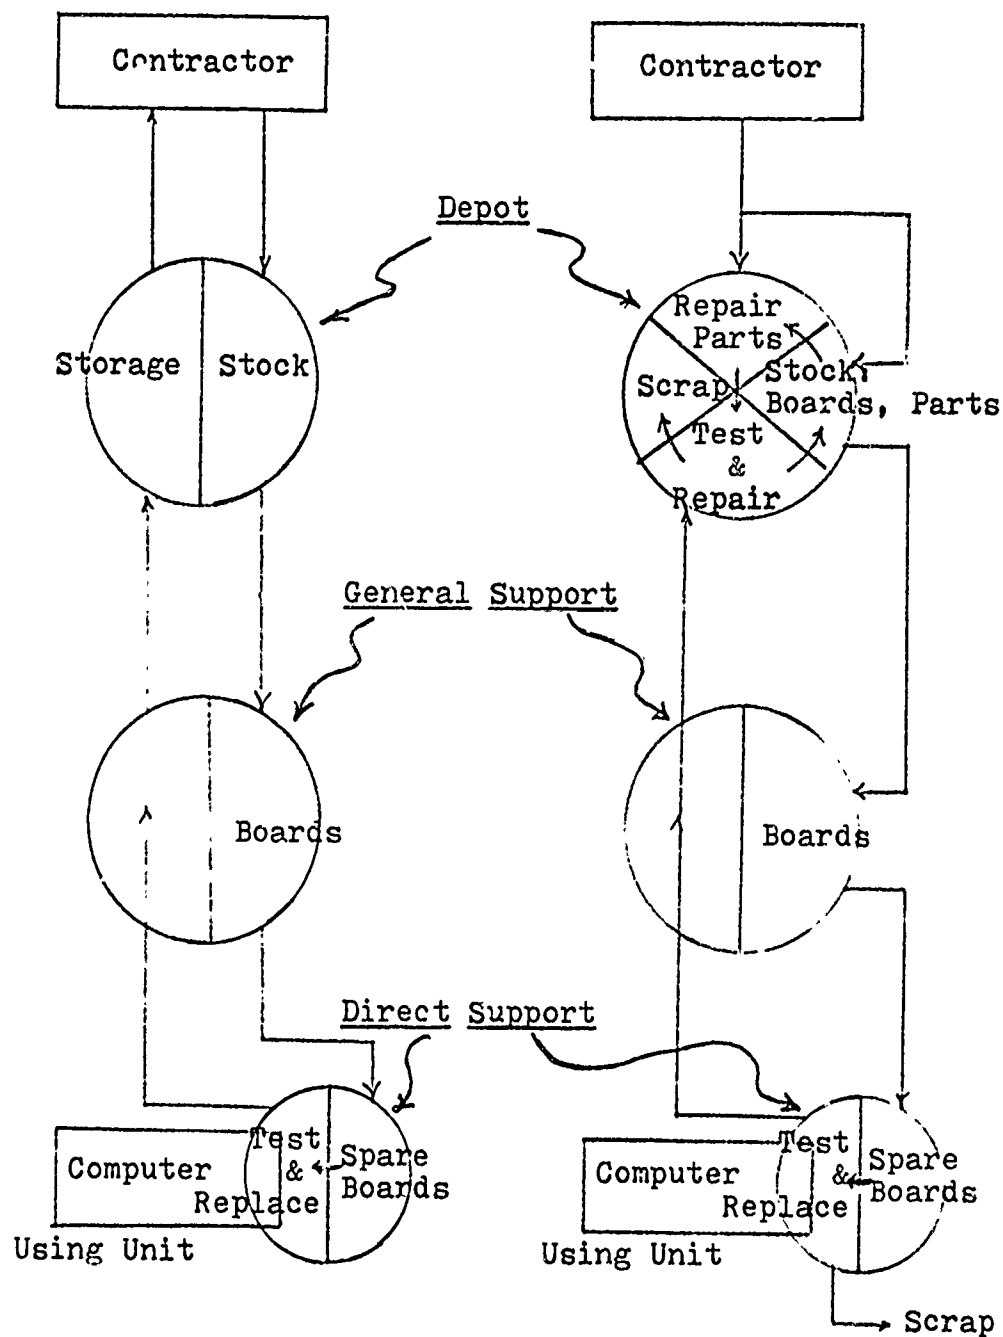 Contractor
Contractor
Depot
Storage
Stock
Repair
Parts
Scrap
Stock,
Boards, Parts
Test
&
Repair
General Support
Boards
Boards
Direct Support
Computer
Test
&
Replace
Spare
Boards
Using Unit
Computer
Test
&
Replace
Spare
Boards
Using Unit
Scrap